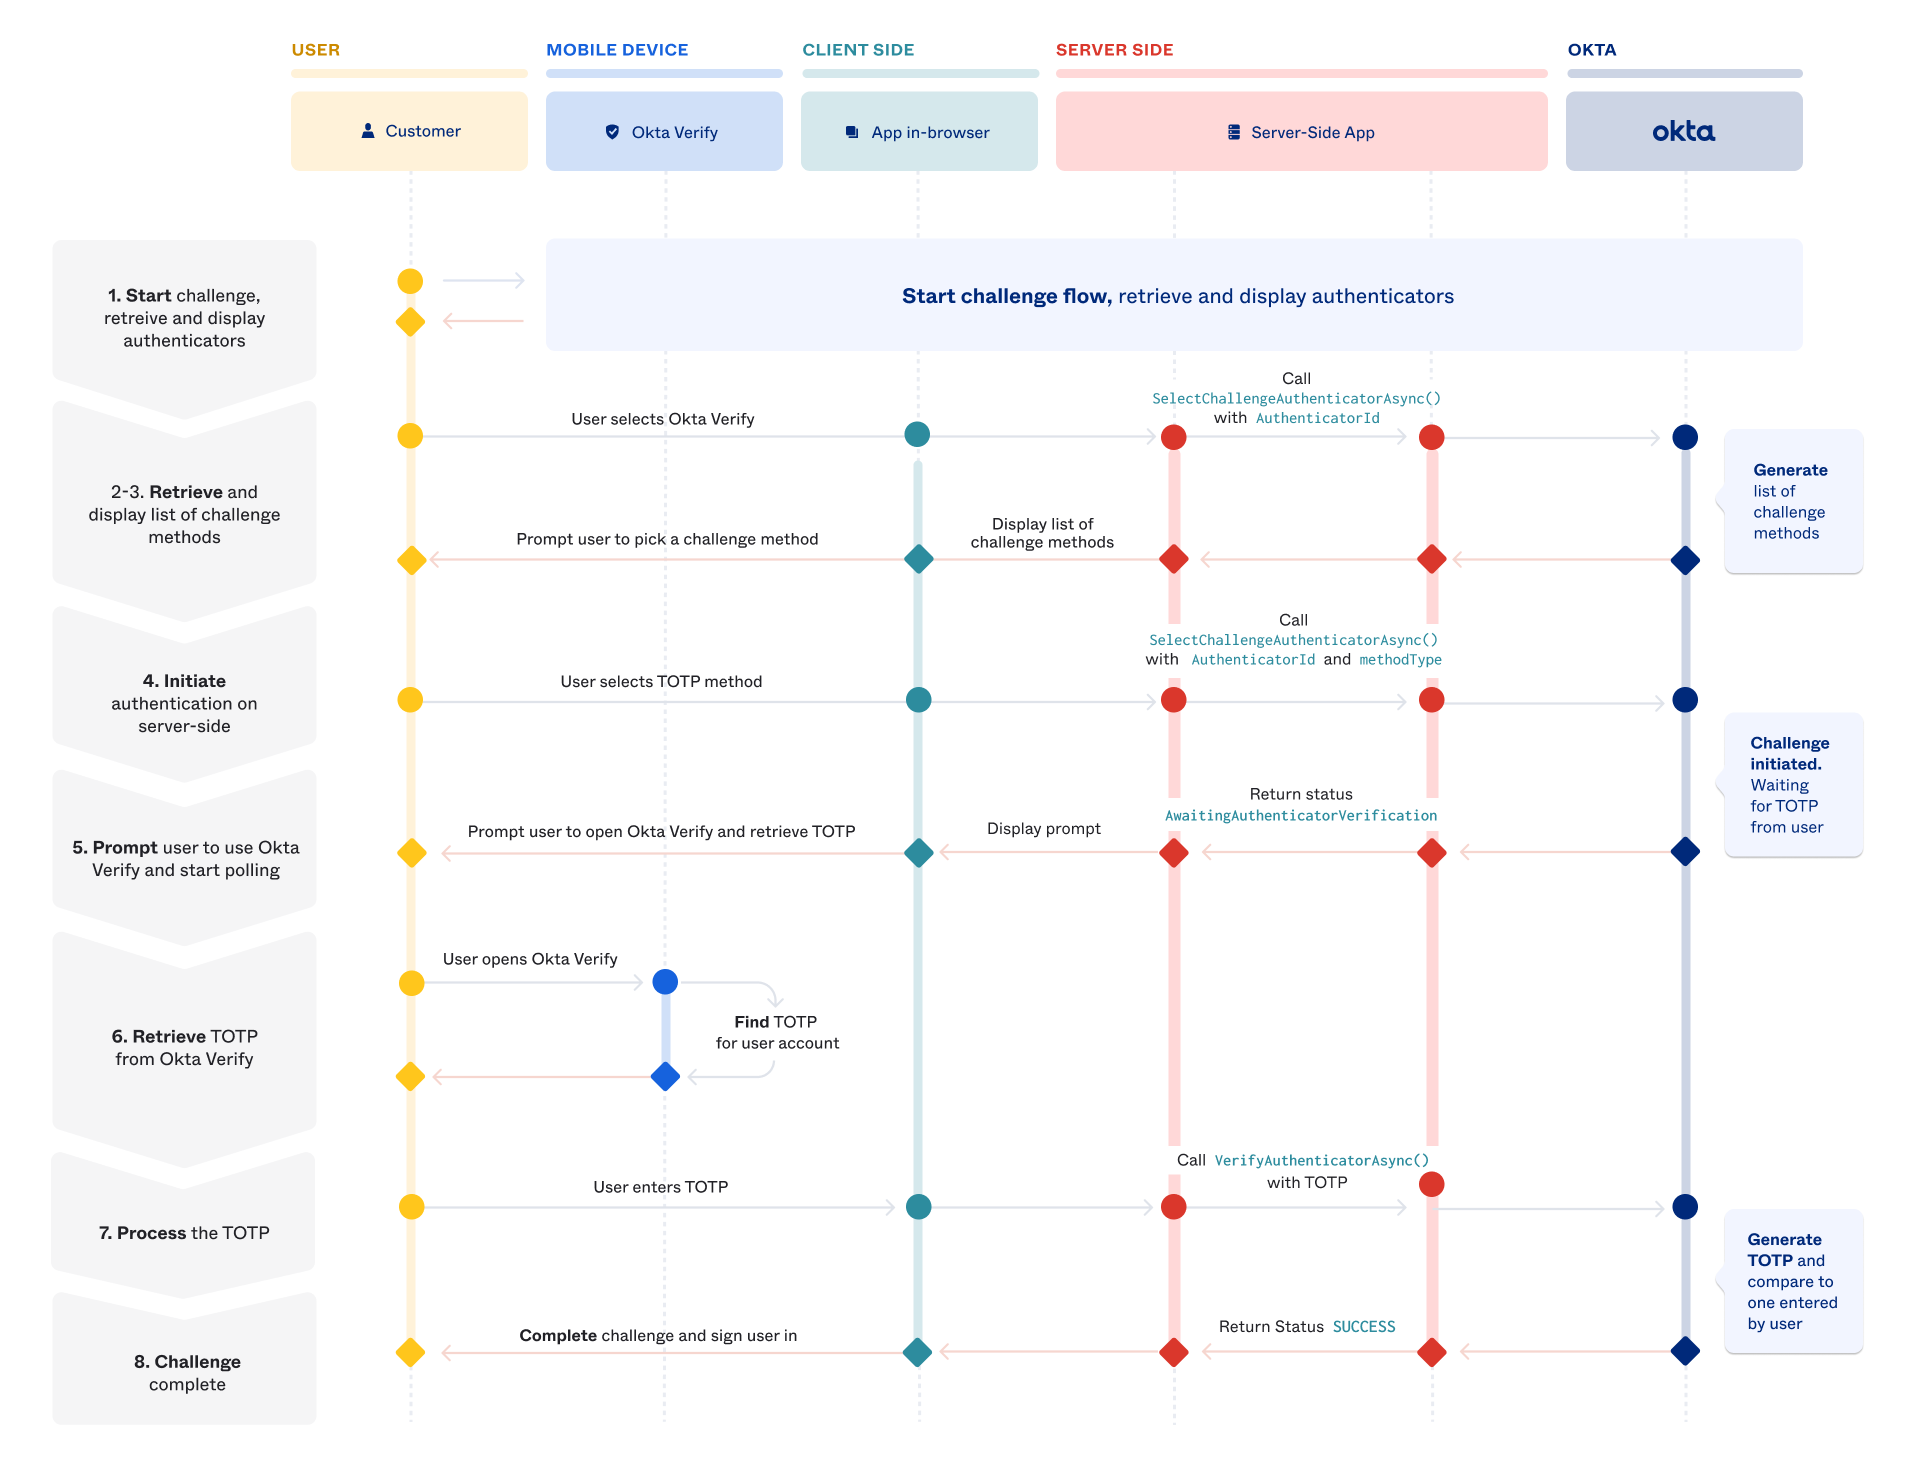 USER
MOBILE DEVICE
CLIENT SIDE
SERVER SIDE
OKTA
Customer
Okta Verify
App in-browser
Server-Side App
okta
1. Start challenge,
retreive and display
authenticators
Start challenge flow, retrieve and display authenticators
2-3. Retrieve and
display list of challenge
methods
User selects Okta Verify
Call
SelectChallengeAuthenticatorAsync()
with AuthenticatorId
Generate
list of
challenge
methods
Prompt user to pick a challenge method
Display list of
challenge methods
4. Initiate
authentication on
server-side
User selects TOTP method
Call
SelectChallengeAuthenticatorAsync()
with AuthenticatorId and methodType
Challenge
initiated.
Waiting
for TOTP
from user
5. Prompt user to use Okta
Verify and start polling
Prompt user to open Okta Verify and retrieve TOTP
Display prompt
Return status
AwaitingAuthenticatorVerification
6. Retrieve TOTP
from Okta Verify
User opens Okta Verify
Find TOTP
for user account
7. Process the TOTP
User enters TOTP
Call VerifyAuthenticatorAsync()
with TOTP
Generate
TOTP and
compare to
one entered
by user
8. Challenge
complete
Complete challenge and sign user in
Return Status SUCCESS